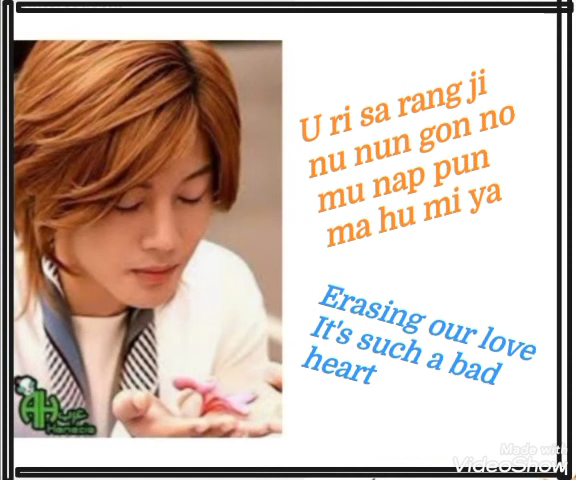 U ri sa rang ji
nu nun gon no
mu nap pun
ma hu mi ya
Erasing our love
It's such a bad
heart
Made with
VideoShow